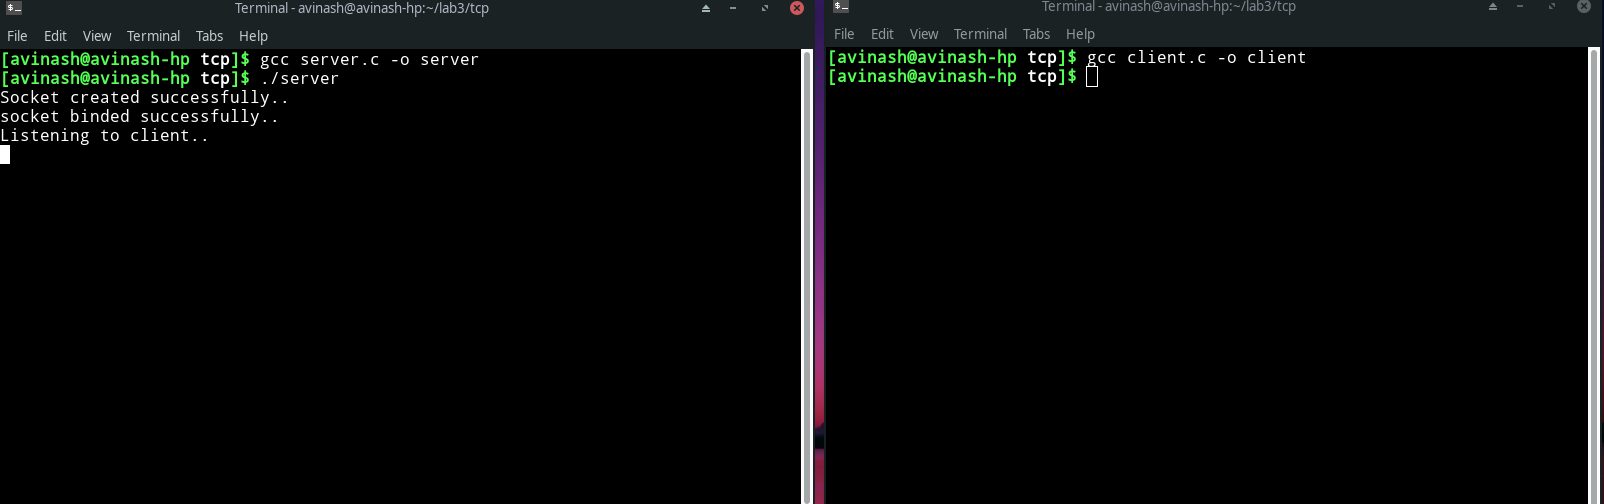 Terminal - avinash@avinash-hp:~/lab3/tcp
File Edit View Terminal Tabs Help
[avinash@avinash-hp tcp]$ gcc server.c -o server
[avinash@avinash-hp tcp]$ ./server
Socket created successfully..
socket binded successfully..
Listening to client..
Terminal - avinash@avinash-hp:~/lab3/tcp
File Edit View Terminal Tabs Help
[avinash@avinash-hp tcp]$ gcc client.c -o client
[avinash@avinash-hp tcp]$